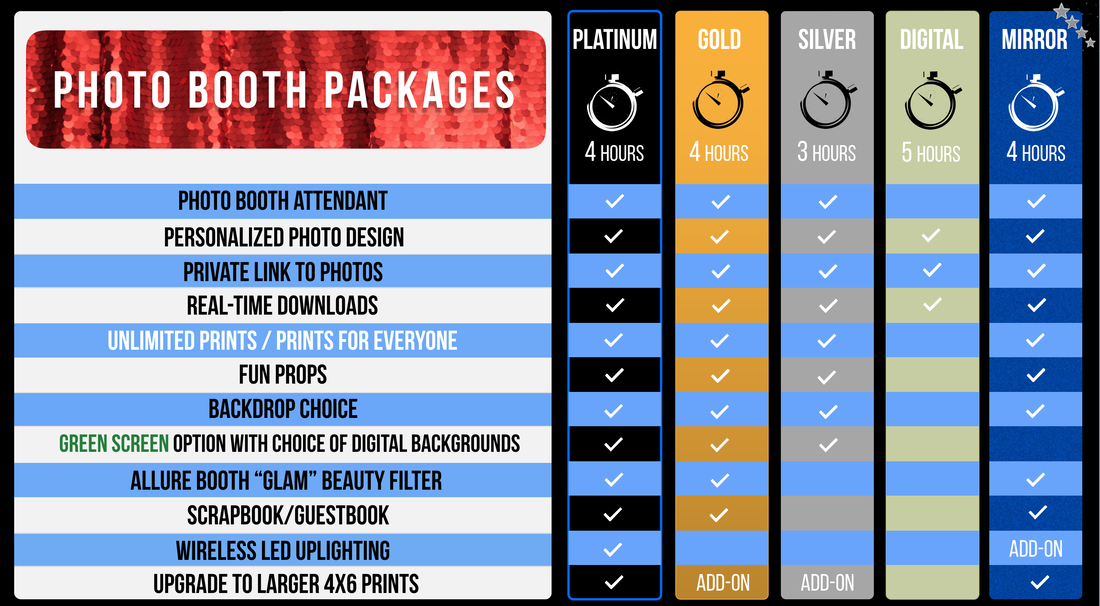 PHOTO BOOTH PACKAGES
PLATINUM
GOLD
SILVER
DIGITAL
MIRROR
4 HOURS
4 HOURS
3 HOURS
5 HOURS
4 HOURS
PHOTO BOOTH ATTENDANT
PERSONALIZED PHOTO DESIGN
PRIVATE LINK TO PHOTOS
REAL-TIME DOWNLOADS
UNLIMITED PRINTS / PRINTS FOR EVERYONE
FUN PROPS
BACKDROP CHOICE
GREEN SCREEN OPTION WITH CHOICE OF DIGITAL BACKGROUNDS
ALLURE BOOTH “GLAM” BEAUTY FILTER
SCRAPBOOK/GUESTBOOK
WIRELESS LED UPLIGHTING
ADD-ON
UPGRADE TO LARGER 4X6 PRINTS
ADD-ON
ADD-ON